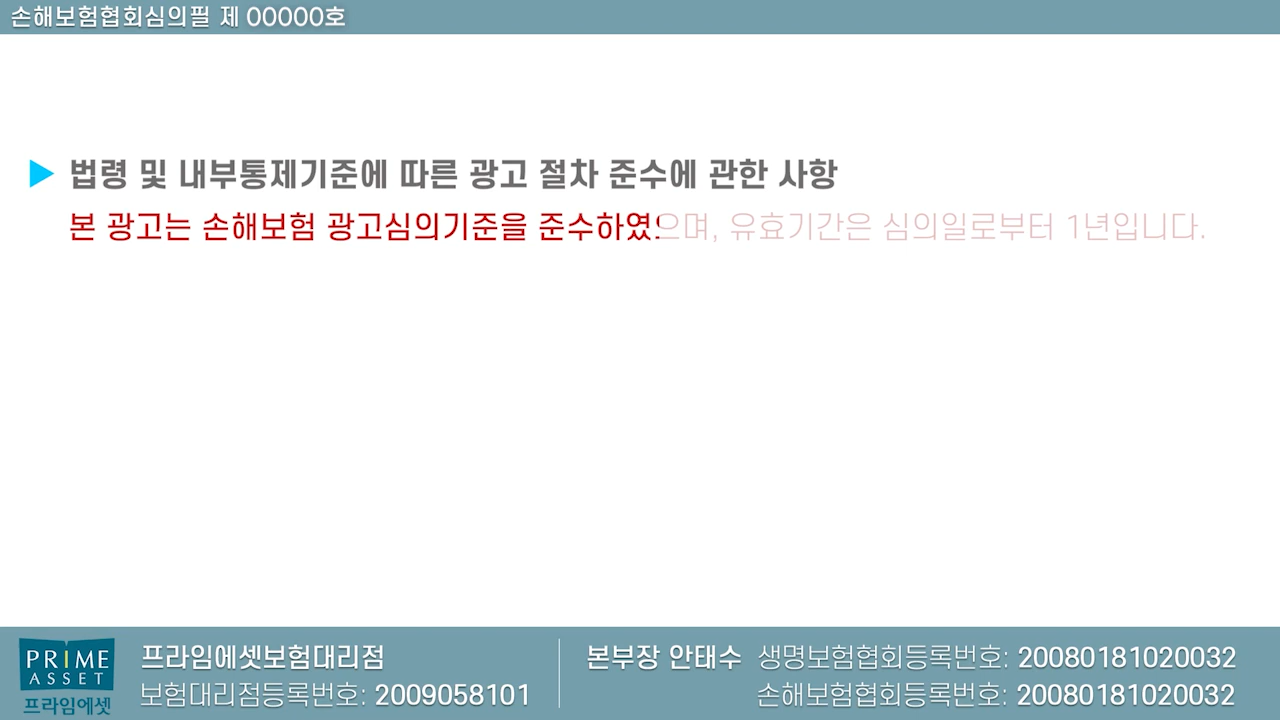 손해보험협회심의필 제 00000호
▶ 법령 및 내부통제기준에 따른 광고 절차 준수에 관한 사항
본 광고는 손해보험 광고심의기준을 준수하였으며, 유효기간은 심의일로부터 1년입니다.
PRIME
ASSET
프라임에셋
프라임에셋보험대리점
보험대리점등록번호: 2009058101
본부장 안태수 생명보험협회등록번호: 20080181020032
손해보험협회등록번호: 20080181020032